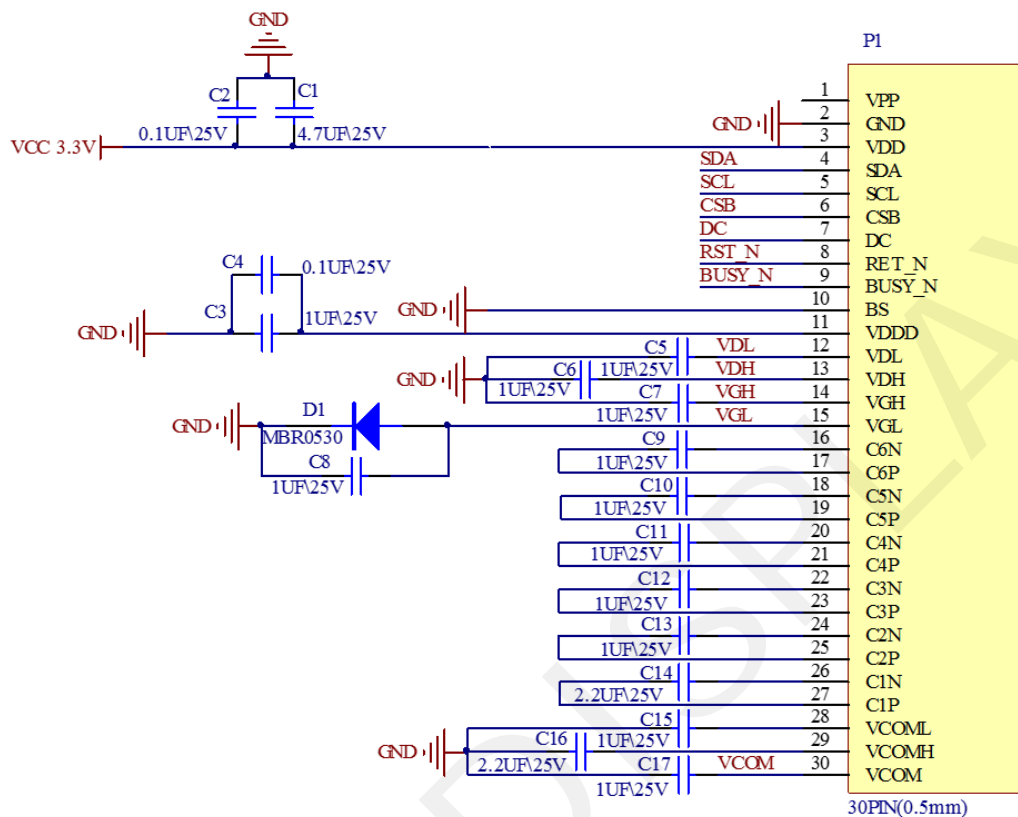 GND
P1
C2
C1
0.1UF\25V
4.7UF\25V
VCC 3.3V
1
VPP
GND
2
GND
3
VDD
SDA
4
SDA
SCL
5
SCL
CSB
6
CSB
DC
7
DC
RST_N
8
RET_N
BUSY_N
9
BUSY_N
10
BS
11
VDDD
C4
0.1UF\25V
C3
1UF\25V
GND
GND
C5
VDL
12
VDL
C6
1UF\25V
VDH
13
VDH
GND
1UF\25V
C7
VGH
14
VGH
1UF\25V
VGL
15
VGL
D1
GND
MBR0530
C8
1UF\25V
C9
16
C6N
1UF\25V
17
C6P
C10
18
C5N
1UF\25V
19
C5P
C11
20
C4N
1UF\25V
21
C4P
C12
22
C3N
1UF\25V
23
C3P
C13
24
C2N
1UF\25V
25
C2P
C14
26
C1N
2.2UF\25V
27
C1P
C15
28
VCOML
C16
1UF\25V
29
VCOMH
GND
2.2UF\25V
C17
VCOM
30
VCOM
1UF\25V
30PIN(0.5mm)
DISPLAY